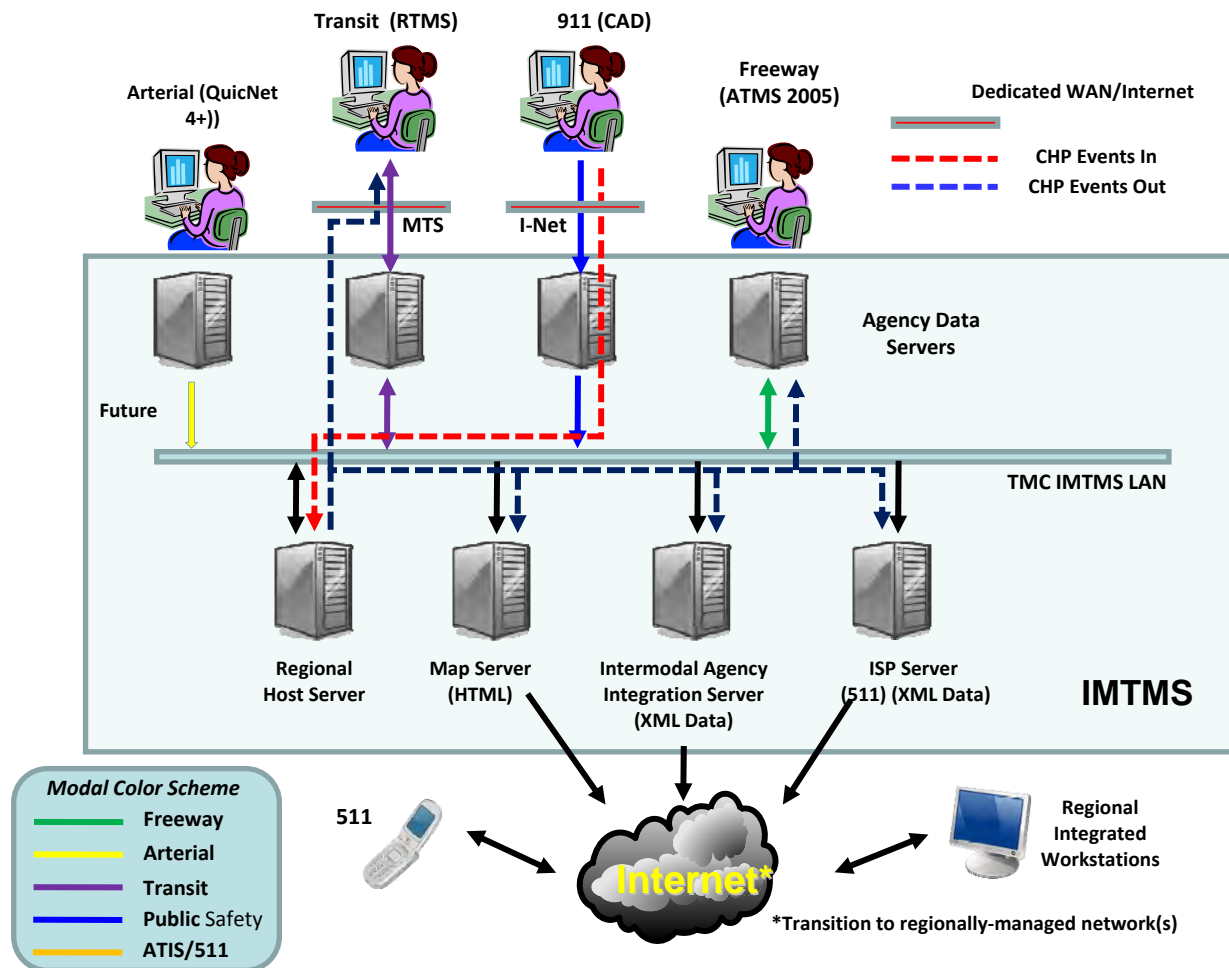 Transit  (RTMS)
911 (CAD)
Arterial (QuicNet
4+))
Freeway
(ATMS 2005)
Dedicated WAN/Internet
CHP Events In
CHP Events Out
MTS
I-Net
Agency Data
Servers
Future
TMC IMTMS LAN
Regional
Host Server
Map Server
(HTML)
Intermodal Agency
Integration Server
(XML Data)
ISP Server
(511) (XML Data)
IMTMS
Modal Color Scheme
Freeway
Arterial
Transit
Public Safety
ATIS/511
511
Internet*
Regional
Integrated
Workstations
*Transition to regionally-managed network(s)